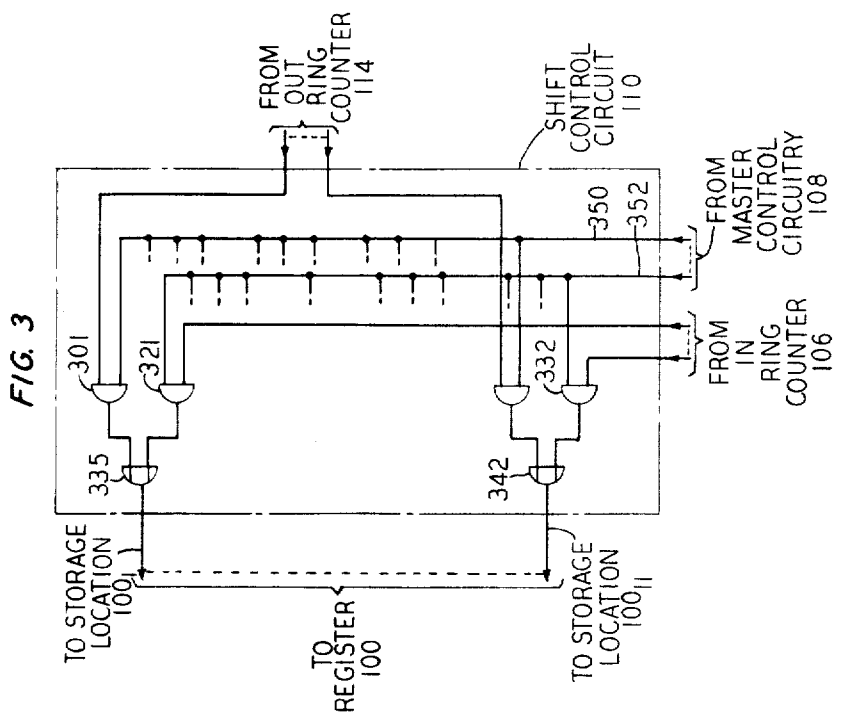 FIG. 3
TO STORAGE
LOCATION
100₁
TO
REGISTER
100
TO STORAGE
LOCATION
100₁₁
335
342
301
321
332
350
352
FROM
IN
RING
COUNTER
106
FROM
MASTER
CONTROL
CIRCUITRY
108
FROM
OUT
RING
COUNTER
114
SHIFT
CONTROL
CIRCUIT
110